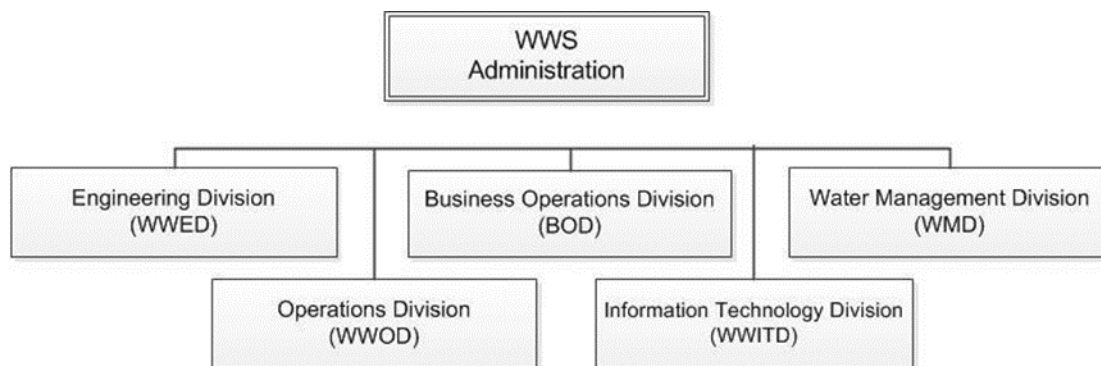 WWS
Administration
Engineering Division
(WWED)
Business Operations Division
(BOD)
Water Management Division
(WMD)
Operations Division
(WWOD)
Information Technology Division
(WWITD)